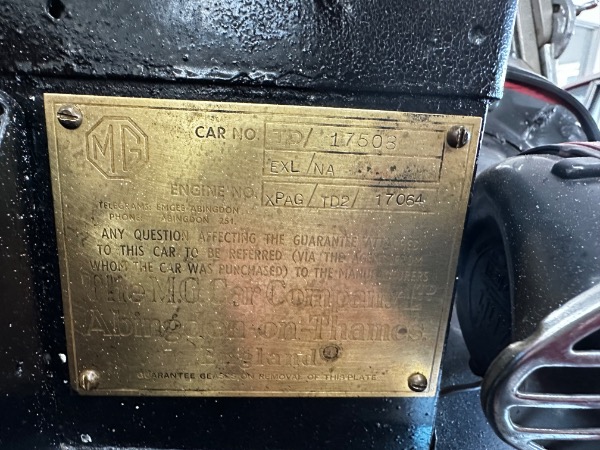 MG
CAR NO. TD/ 17503
EXL/NA
ENGINE NO. XPAG/TD2/ 17064
TELEGRAMS EMGEE ABINGDON
PHONE ABINGDON 251
ANY QUESTION AFFECTING THE GUARANTEE
TO THIS CAR TO BE REFERRED (VIA THE
WHOM THE CAR WAS PURCHASED) TO THE MANUFACTURERS
The M.G. Car Company Ltd
Abingdon-on-Thames
England
GUARANTEE CEASES ON REMOVAL OF THIS PLATE